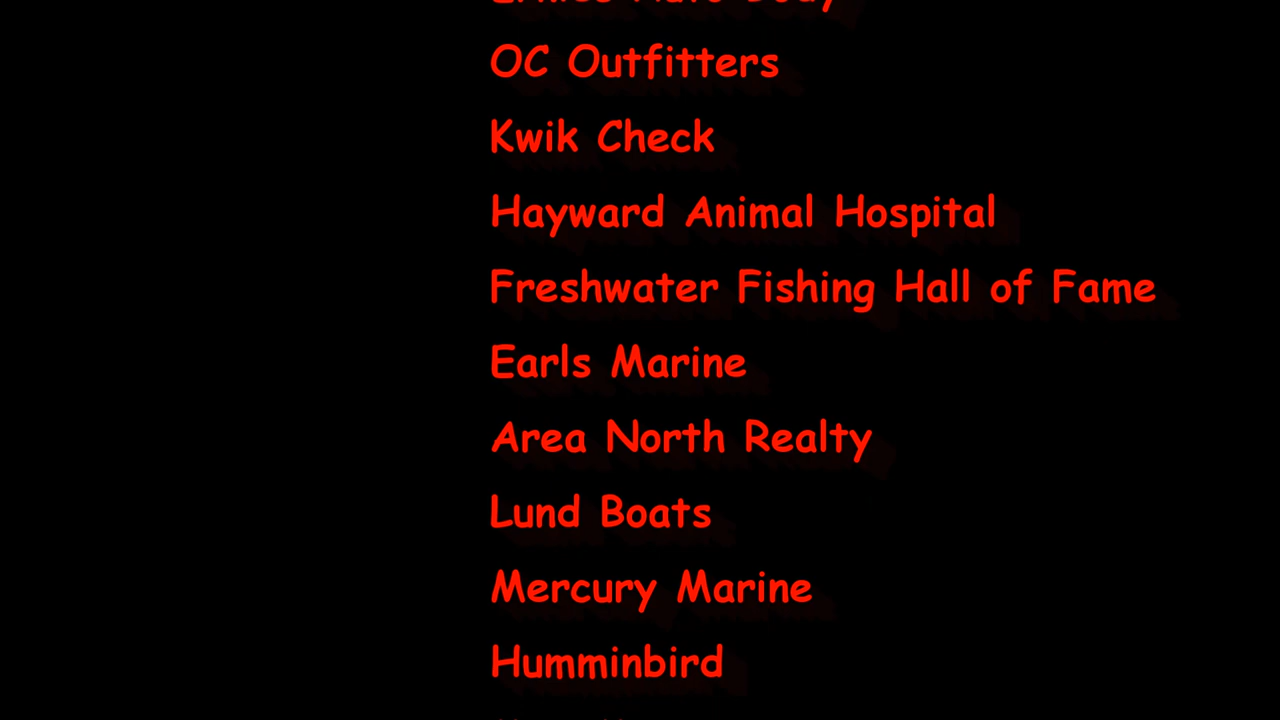 OC Outfitters
Kwik Check
Hayward Animal Hospital
Freshwater Fishing Hall of Fame
Earls Marine
Area North Realty
Lund Boats
Mercury Marine
Humminbird